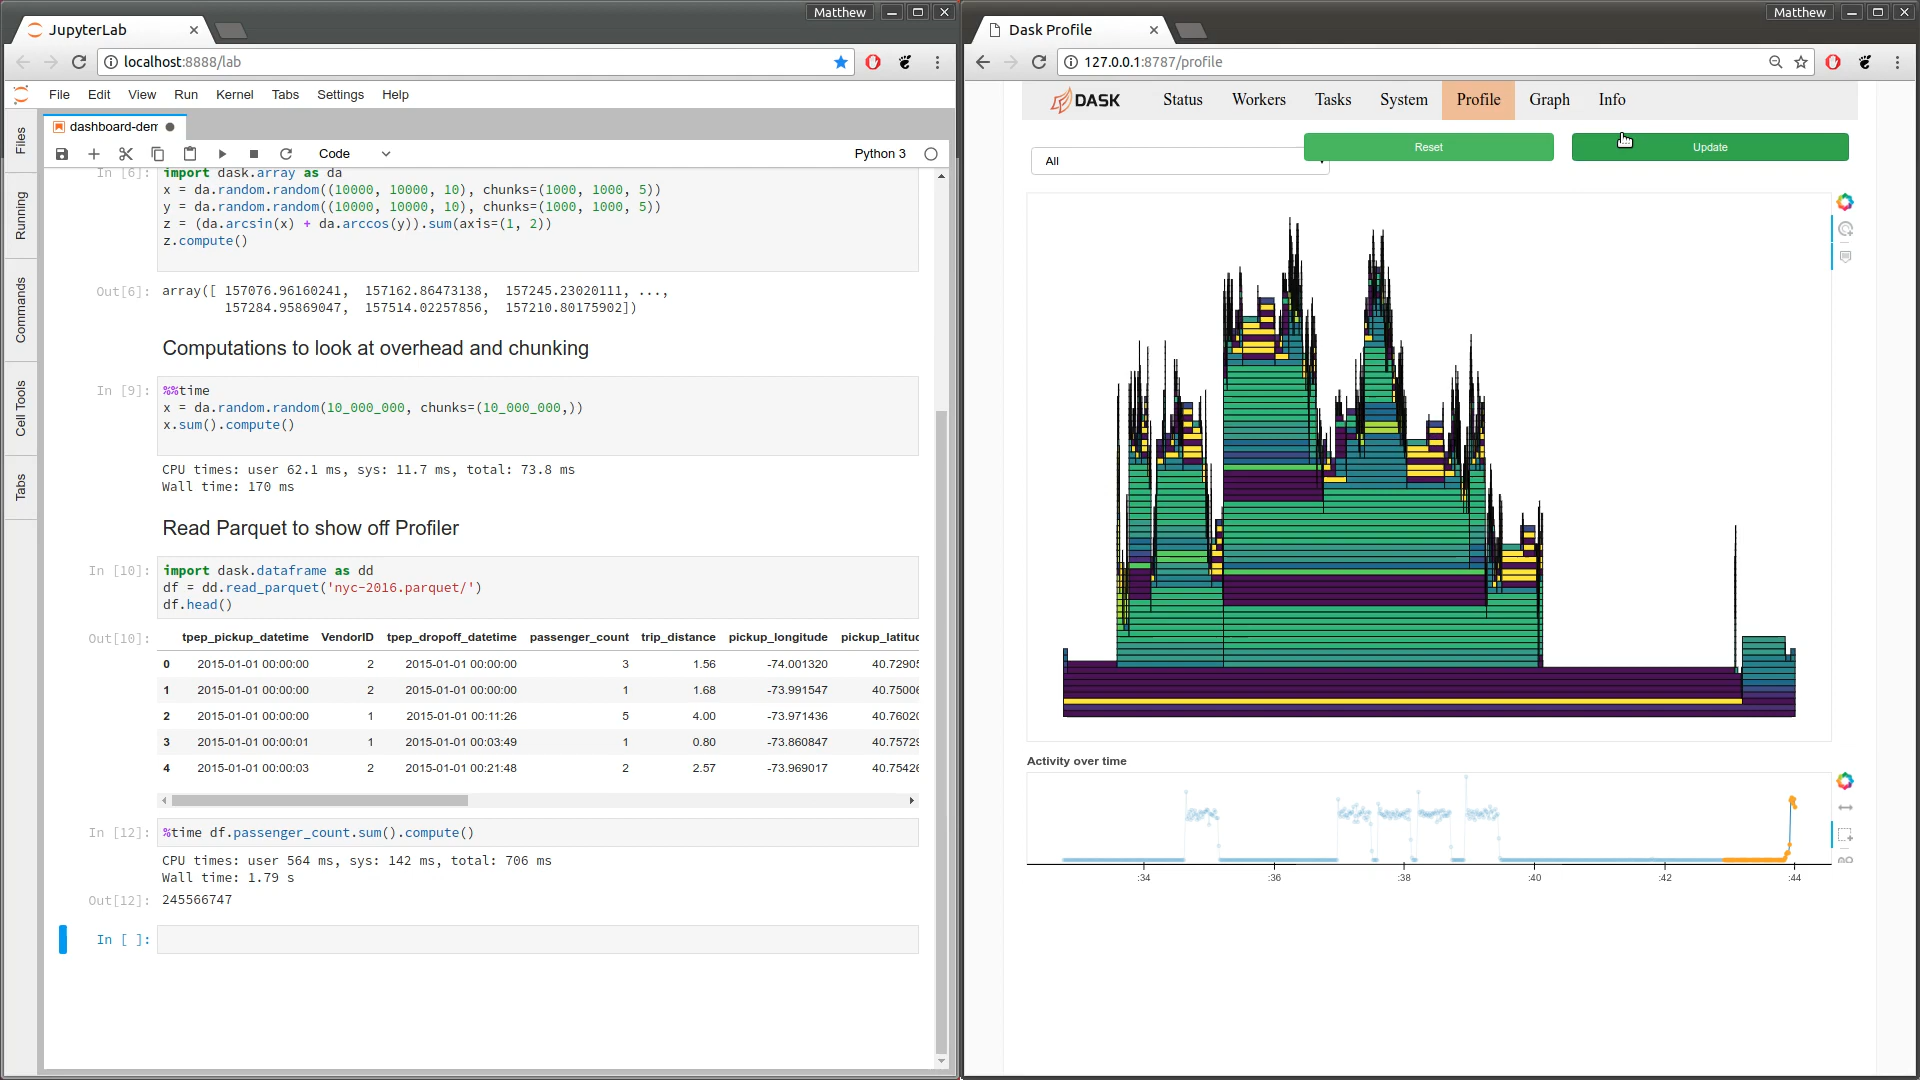 Matthew
JupyterLab
localhost:8888/lab
File Edit View Run Kernel Tabs Settings Help
Files
Running
Commands
Cell Tools
Tabs
dashboard-dem
Code
Python 3
In [6]:
import dask.array as da
x = da.random.random((10000, 10000, 10), chunks=(1000, 1000, 5))
y = da.random.random((10000, 10000, 10), chunks=(1000, 1000, 5))
z = (da.arcsin(x) + da.arccos(y)).sum(axis=(1, 2))
z.compute()
Out[6]: array([ 157076.96160241, 157162.86473138, 157245.23020111, ...,
157284.95869047, 157514.02257856, 157210.80175902])
Computations to look at overhead and chunking
In [9]: %%time
x = da.random.random(10_000_000, chunks=(10_000_000,))
x.sum().compute()
CPU times: user 62.1 ms, sys: 11.7 ms, total: 73.8 ms
Wall time: 170 ms
Read Parquet to show off Profiler
In [10]: import dask.dataframe as dd
df = dd.read_parquet('nyc-2016.parquet/')
df.head()
Out[10]: tpep_pickup_datetime VendorID tpep_dropoff_datetime passenger_count trip_distance pickup_longitude pickup_latitud
0 2015-01-01 00:00:00 2 2015-01-01 00:00:00 3 1.56 -74.001320 40.72905
1 2015-01-01 00:00:00 2 2015-01-01 00:00:00 1 1.68 -73.991547 40.75006
2 2015-01-01 00:00:00 1 2015-01-01 00:11:26 5 4.00 -73.971436 40.76020
3 2015-01-01 00:00:01 1 2015-01-01 00:03:49 1 0.80 -73.860847 40.75729
4 2015-01-01 00:00:03 2 2015-01-01 00:21:48 2 2.57 -73.969017 40.75426
In [12]: %time df.passenger_count.sum().compute()
CPU times: user 564 ms, sys: 142 ms, total: 706 ms
Wall time: 1.79 s
Out[12]: 245566747
In [ ]:
Matthew
Dask Profile
127.0.0.1:8787/profile
DASK Status Workers Tasks System Profile Graph Info
All
Reset
Update
Activity over time
:34 :36 :38 :40 :42 :44